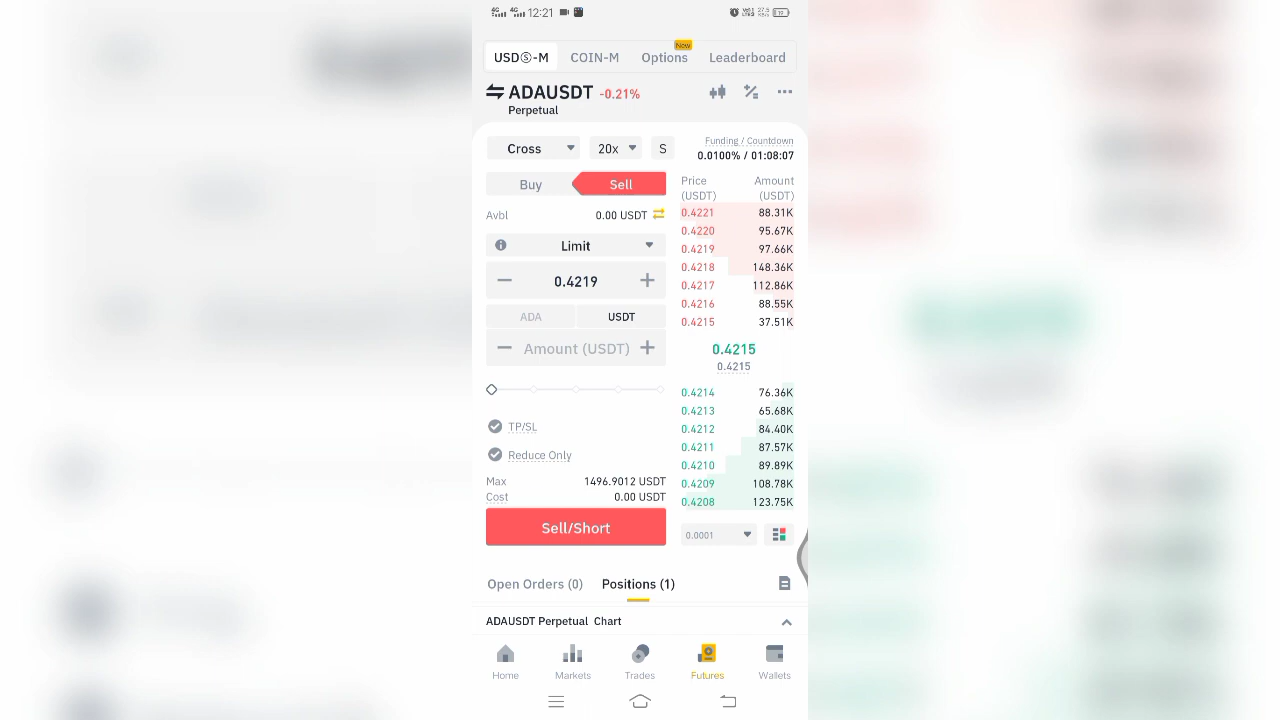 4G 4G 12:21
19
USDⓈ-M COIN-M Options New Leaderboard
ADAUSDT -0.21%
Perpetual
Cross 20x S
Funding / Countdown
0.0100% / 01:08:07
Buy Sell
Avbl 0.00 USDT
Limit
0.4219
ADA USDT
Amount (USDT)
TP/SL
Reduce Only
Max 1496.9012 USDT
Cost 0.00 USDT
Sell/Short
Price Amount
(USDT) (USDT)
0.4221 88.31K
0.4220 95.67K
0.4219 97.66K
0.4218 148.36K
0.4217 112.86K
0.4216 88.55K
0.4215 37.51K
0.4215
0.4215
0.4214 76.36K
0.4213 65.68K
0.4212 84.40K
0.4211 87.57K
0.4210 89.89K
0.4209 108.78K
0.4208 123.75K
0.0001
Open Orders (0) Positions (1)
ADAUSDT Perpetual Chart
Home Markets Trades Futures Wallets